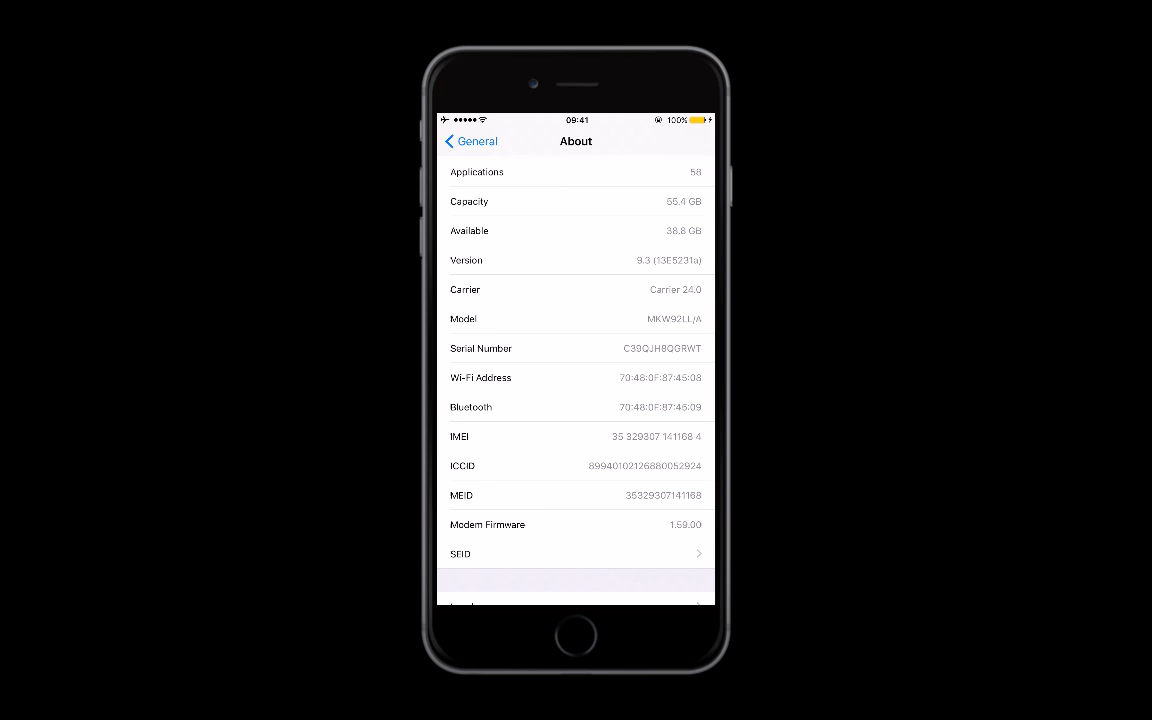 09:41
100%
General
About
Applications 58
Capacity 55.4 GB
Available 38.8 GB
Version 9.3 (13E5231a)
Carrier Carrier 24.0
Model MKW92LL/A
Serial Number C39QJH8QGRWT
Wi-Fi Address 70:48:0F:87:45:08
Bluetooth 70:48:0F:87:45:09
IMEI 35 329307 141168 4
ICCID 89940102126880052924
MEID 35329307141168
Modem Firmware 1.59.00
SEID